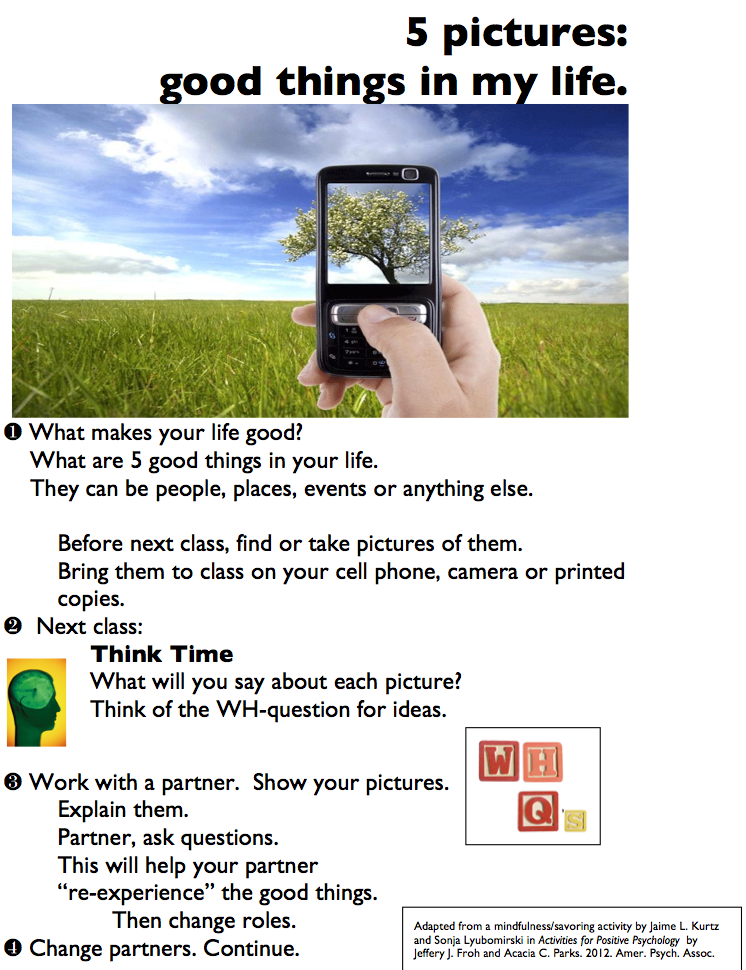 5 pictures:
good things in my life.
❶ What makes your life good?
What are 5 good things in your life.
They can be people, places, events or anything else.
Before next class, find or take pictures of them.
Bring them to class on your cell phone, camera or printed
copies.
❷ Next class:
Think Time
What will you say about each picture?
Think of the WH-question for ideas.
W H
Q's
❸ Work with a partner. Show your pictures.
Explain them.
Partner, ask questions.
This will help your partner
“re-experience” the good things.
Then change roles.
❹ Change partners. Continue.
Adapted from a mindfulness/savoring activity by Jaime L. Kurtz
and Sonja Lyubomirski in Activities for Positive Psychology by
Jeffery J. Froh and Acacia C. Parks. 2012. Amer. Psych. Assoc.